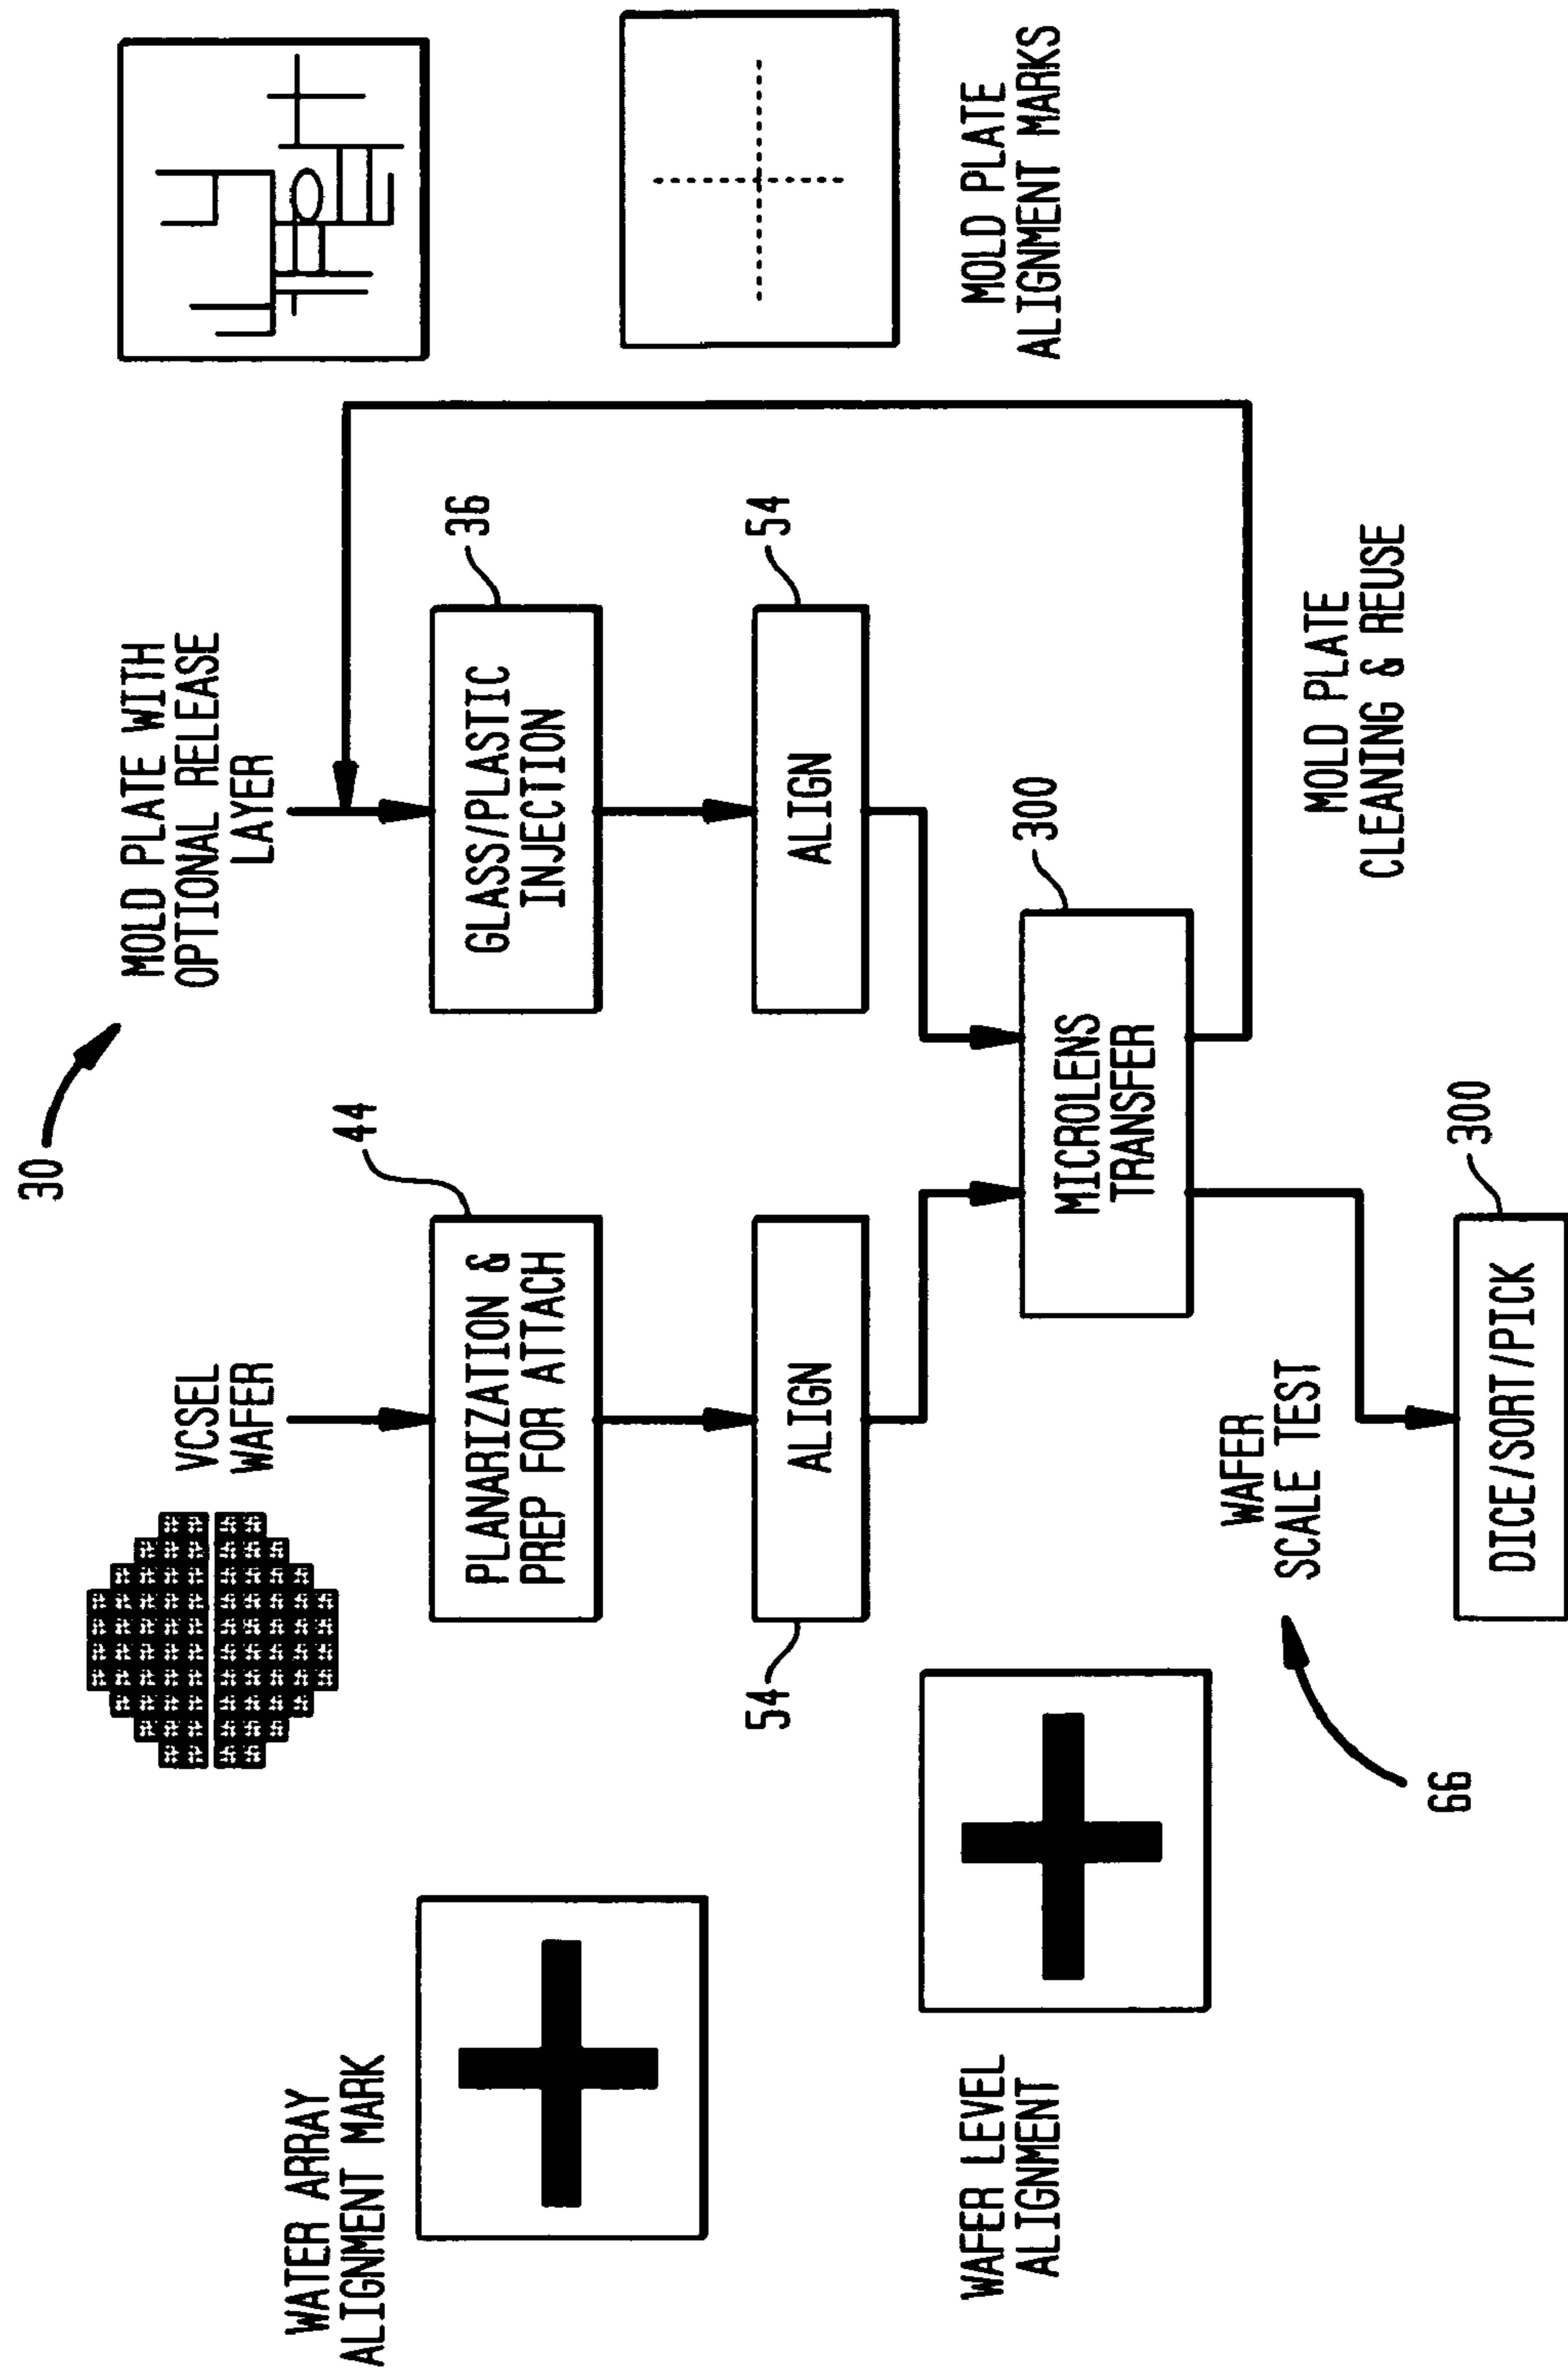 30
MOLD PLATE WITH
OPTIONAL RELEASE
LAYER
VCSEL
WAFER
WATER ARRAY
ALIGNMENT MARK
44
PLANARIZATION &
PREP FOR ATTACH
36
GLASS/PLASTIC
INJECTION
54
ALIGN
54
ALIGN
MOLD PLATE
ALIGNMENT MARKS
WAFER LEVEL
ALIGNMENT
300
MICROLENS
TRANSFER
WAFER
SCALE TEST
MOLD PLATE
CLEANING & REUSE
66
300
DICE/SORT/PICK